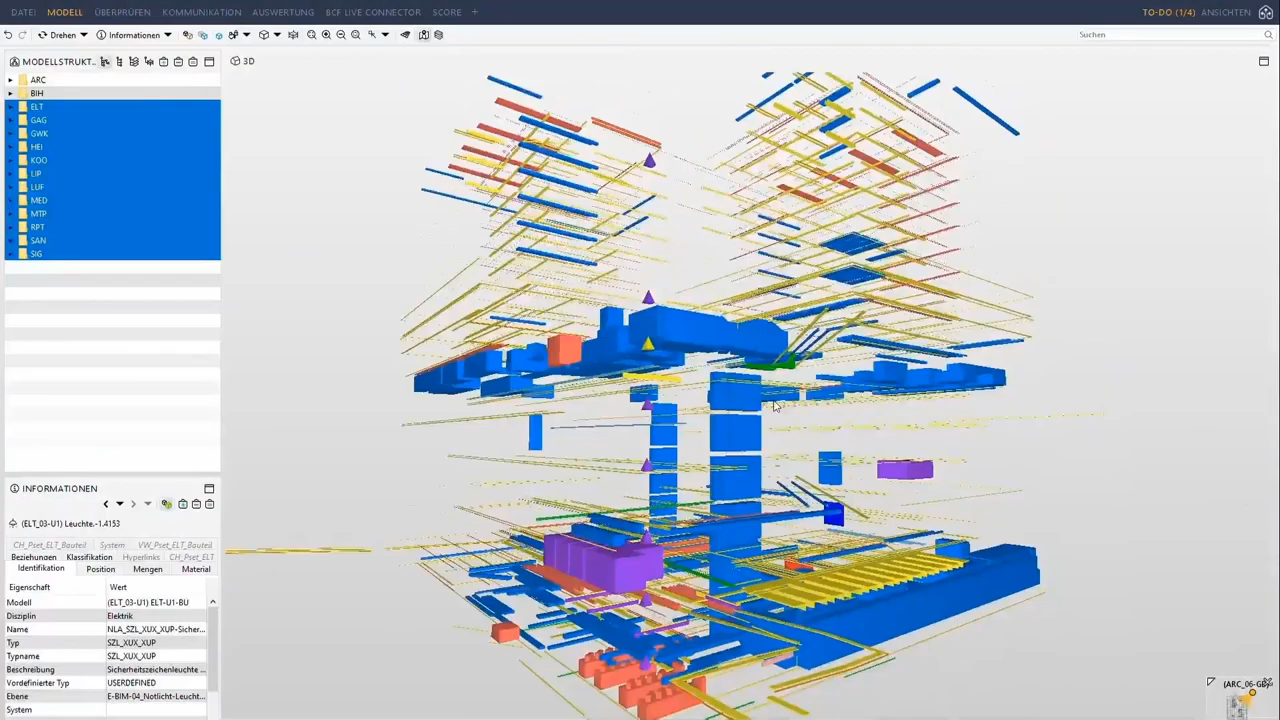 DATEI MODELL ÜBERPRÜFEN KOMMUNIKATION AUSWERTUNG BCF LIVE CONNECTOR SCORE + TO-DO (1/4) ANSICHTEN
Drehen Informationen Suchen
MODELLSTRUKT... 3D
ARC
BIH
ELT
GAG
GWK
HEI
KOO
LIP
LUF
MED
MTP
RPT
SAN
SIG
INFORMATIONEN
(ELT_03-U1) Leuchte.-1.4153
CH_Pset_ELT_Bauteil System VW_Pset_ELT_Bauteil
Beziehungen Klassifikation Hyperlinks CH_Pset_ELT
Identifikation Position Mengen Material
Eigenschaft Wert
Modell (ELT_03-U1) ELT-U1-BU
Disziplin Elektrik
Name NLA_SZL_XUX_XUP-Sicher...
Typ SZL_XUX_XUP
Typname SZL_XUX_XUP
Beschreibung Sicherheitszeichenleuchte ...
Vordefinierter Typ USERDEFINED
Ebene E-BIM-04_Notlicht-Leucht...
System